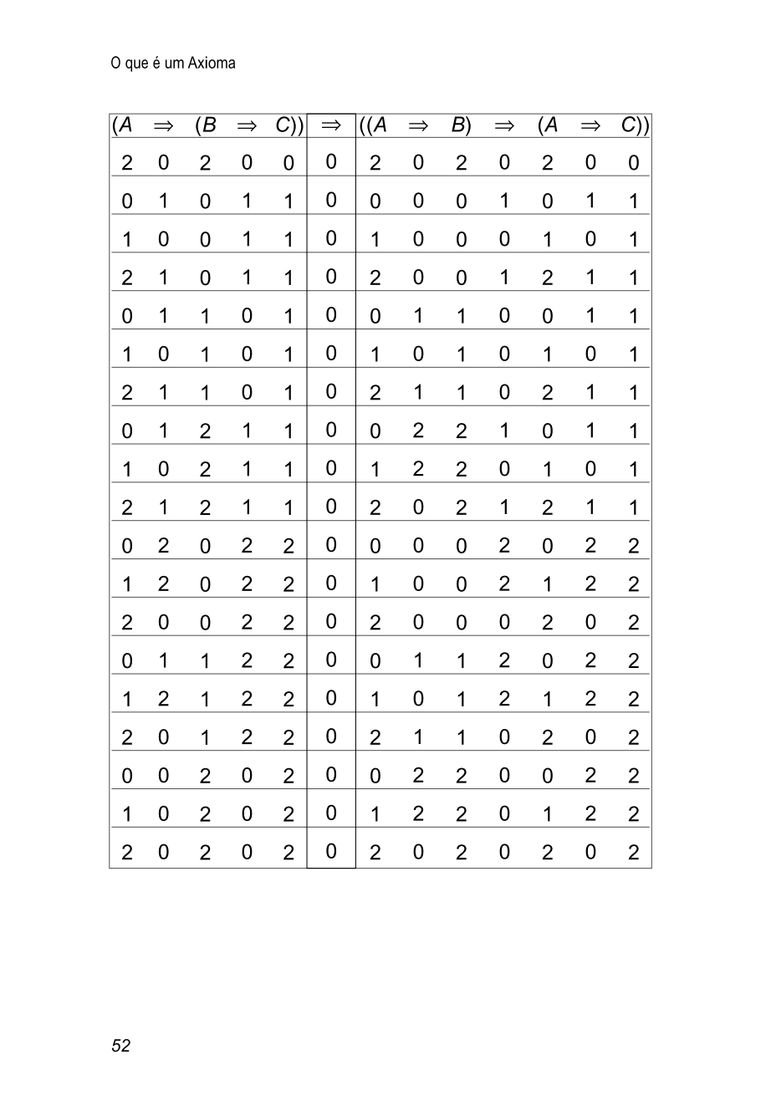 O que é um Axioma
(A ⇒ (B ⇒ C)) ⇒ ((A ⇒ B) ⇒ (A ⇒ C))
2 0 2 0 0 0 2 0 2 0 2 0 0
0 1 0 1 1 0 0 0 0 1 0 1 1
1 0 0 1 1 0 1 0 0 0 1 0 1
2 1 0 1 1 0 2 0 0 1 2 1 1
0 1 1 0 1 0 0 1 1 0 0 1 1
1 0 1 0 1 0 1 0 1 0 1 0 1
2 1 1 0 1 0 2 1 1 0 2 1 1
0 1 2 1 1 0 0 2 2 1 0 1 1
1 0 2 1 1 0 1 2 2 0 1 0 1
2 1 2 1 1 0 2 0 2 1 2 1 1
0 2 0 2 2 0 0 0 0 2 0 2 2
1 2 0 2 2 0 1 0 0 2 1 2 2
2 0 0 2 2 0 2 0 0 0 2 0 2
0 1 1 2 2 0 0 1 1 2 0 2 2
1 2 1 2 2 0 1 0 1 2 1 2 2
2 0 1 2 2 0 2 1 1 0 2 0 2
0 0 2 0 2 0 0 2 2 0 0 2 2
1 0 2 0 2 0 1 2 2 0 1 2 2
2 0 2 0 2 0 2 0 2 0 2 0 2
52